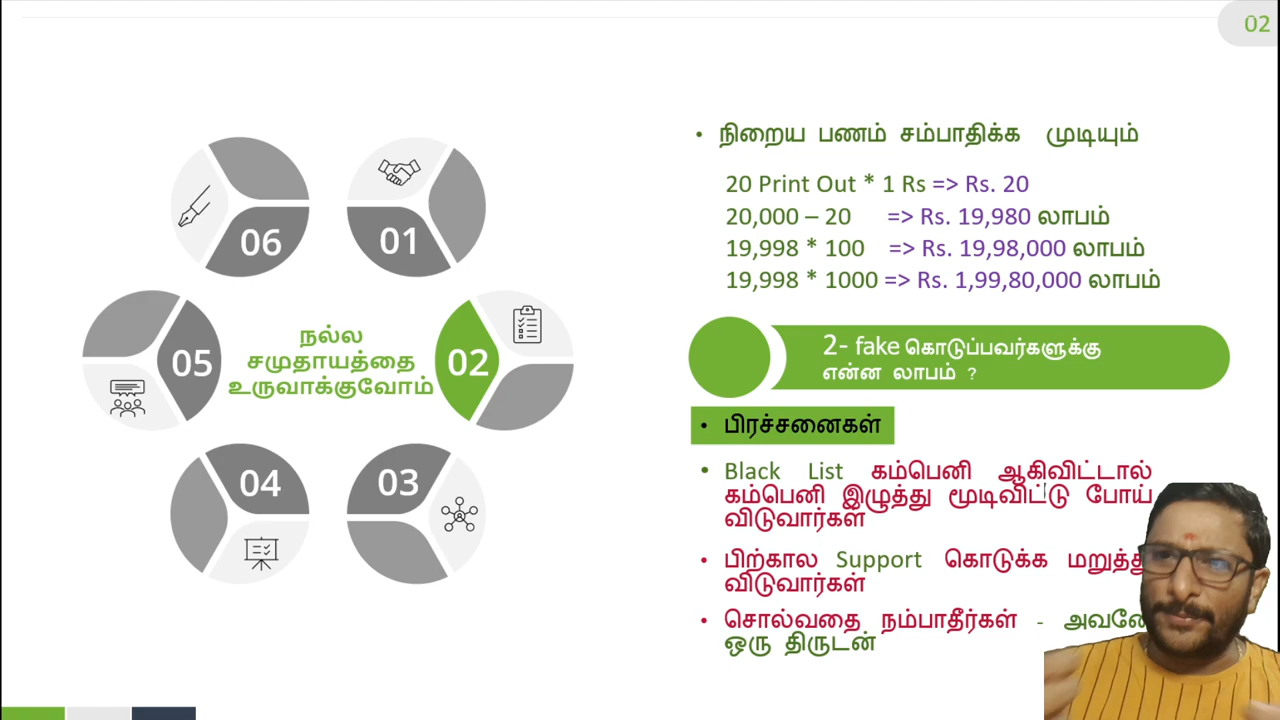 02
நிறைய பணம் சம்பாதிக்க முடியும்
20 Print Out * 1 Rs => Rs. 20
20,000 – 20 => Rs. 19,980 லாபம்
19,998 * 100 => Rs. 19,98,000 லாபம்
19,998 * 1000 => Rs. 1,99,80,000 லாபம்
06
01
05
நல்ல
சமுதாயத்தை
உருவாக்குவோம்
02
04
03
2- fake கொடுப்பவர்களுக்கு
என்ன லாபம் ?
பிரச்சனைகள்
Black List கம்பெனி ஆகிவிட்டால்
கம்பெனி இழுத்து மூடிவிட்டு போய்
விடுவார்கள்
பிற்கால Support கொடுக்க மறுத்து
விடுவார்கள்
சொல்வதை நம்பாதீர்கள் - அவனே
ஒரு திருடன்